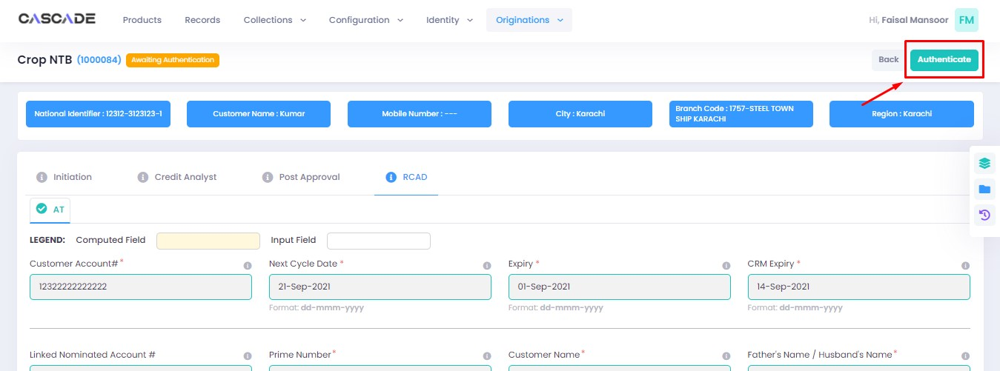 CASCADE Products Records Collections Configuration Identity Originations Hi, Faisal Mansoor FM
Crop NTB (1000084) Awaiting Authentication Back Authenticate
National Identifier : 12312-3123123-1 Customer Name : Kumar Mobile Number : --- City : Karachi Branch Code : 1757-STEEL TOWN SHIP KARACHI Region : Karachi
Initiation Credit Analyst Post Approval RCAD
AT
LEGEND: Computed Field Input Field
Customer Account# * Next Cycle Date * Expiry * CRM Expiry *
12322222222222 21-Sep-2021 01-Sep-2021 14-Sep-2021
Format: dd-mmm-yyyy Format: dd-mmm-yyyy Format: dd-mmm-yyyy
Linked Nominated Account # Prime Number * Customer Name * Father's Name / Husband's Name *